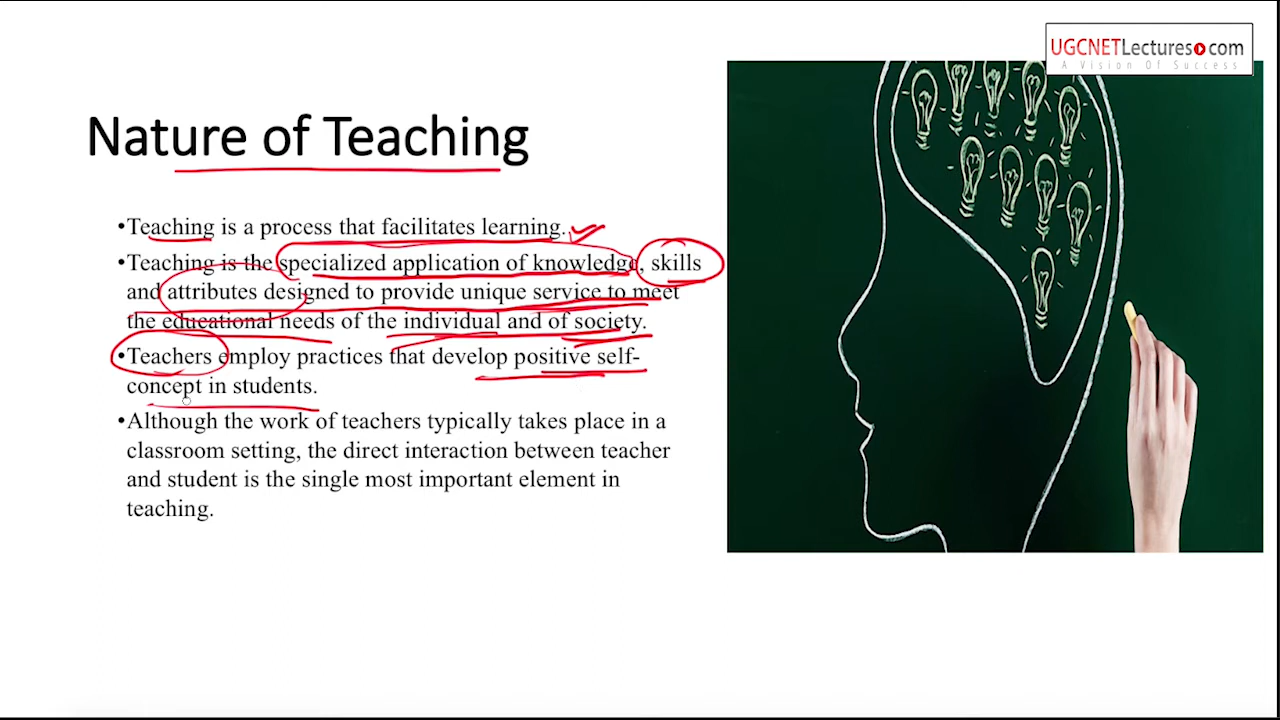 UGCNETLectures.com
A Vision Of Success
Nature of Teaching
•Teaching is a process that facilitates learning.
•Teaching is the specialized application of knowledge, skills
and attributes designed to provide unique service to meet
the educational needs of the individual and of society.
•Teachers employ practices that develop positive self-
concept in students.
•Although the work of teachers typically takes place in a
classroom setting, the direct interaction between teacher
and student is the single most important element in
teaching.